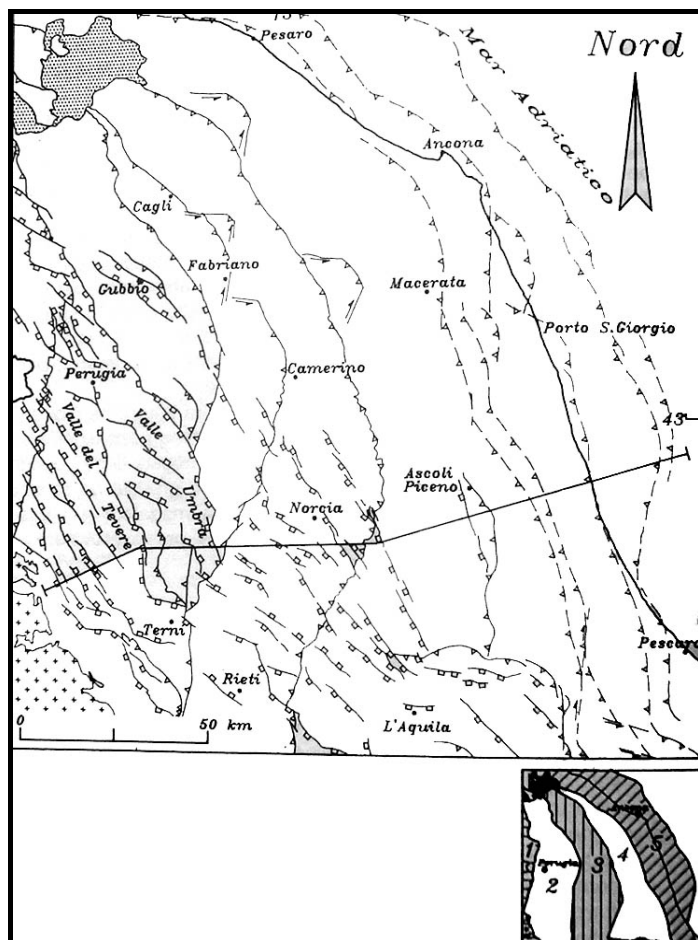 13
Pesaro
Nord
Mar Adriatico
Ancona
Cagli
Fabriano
Gubbio
Macerata
Porto S.Giorgio
Perugia
Camerino
Valle del Tevere
Valle Umbra
43°
Ascoli
Piceno
Norcia
Terni
Pescara
Rieti
0
50 km
L'Aquila
1
2
Perugia
3
4
5